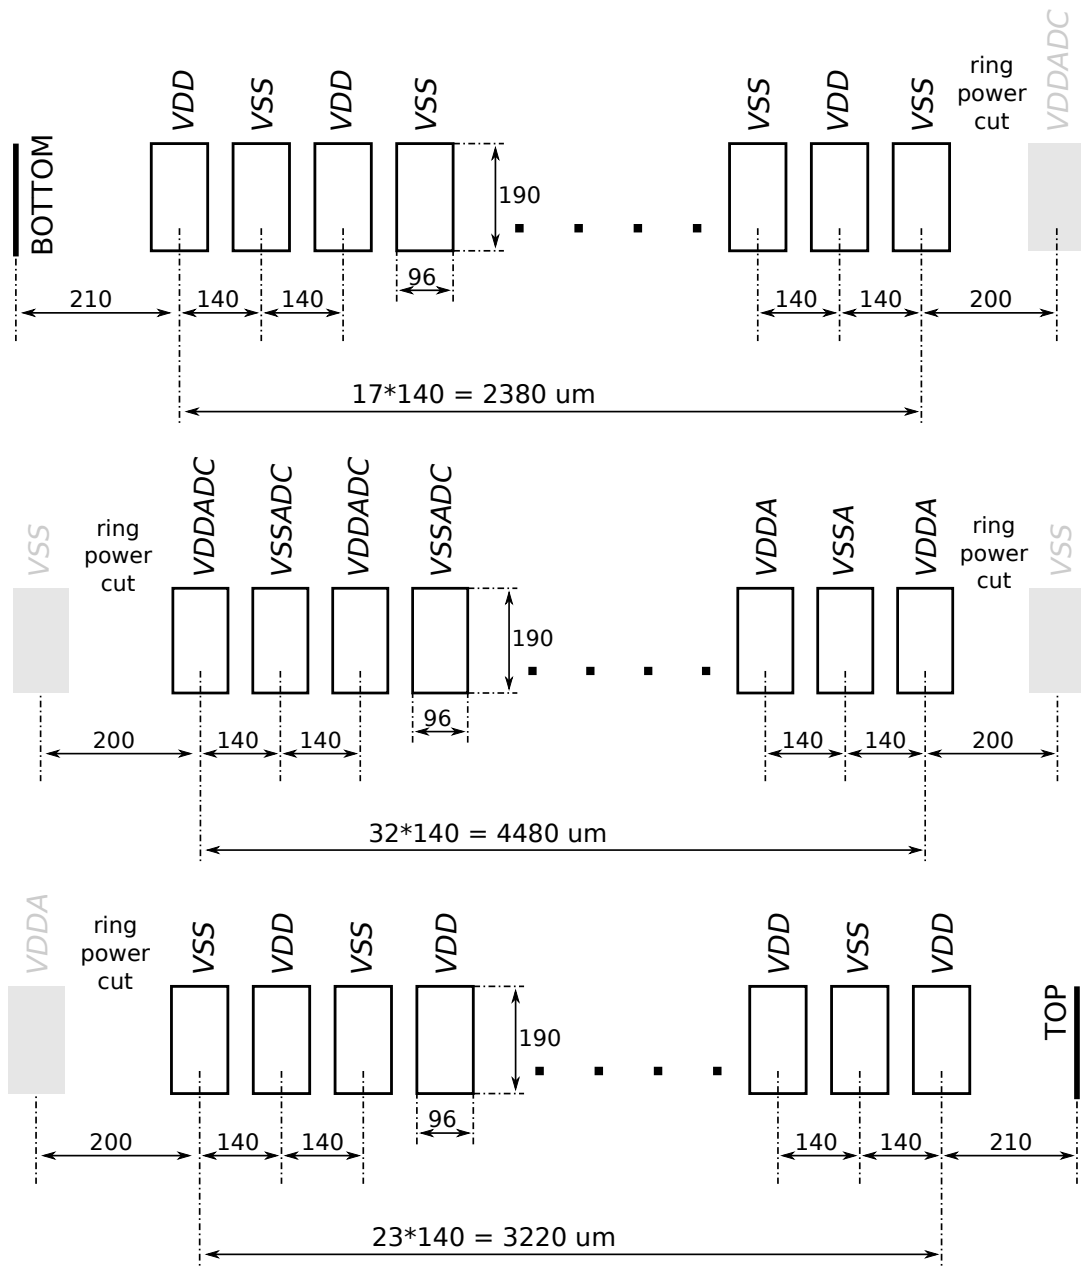 VDDADC
ring
power
cut
VDD
VSS
VDD
VSS
VSS
VDD
VSS
BOTTOM
190
96
210
140
140
140
140
200
17*140 = 2380 um
VDDADC
VSSADC
VDDADC
VSSADC
VDDA
VSSA
VDDA
VSS
ring
power
cut
ring
power
cut
VSS
190
96
200
140
140
140
140
200
32*140 = 4480 um
VDDA
ring
power
cut
VSS
VDD
VSS
VDD
VDD
VSS
VDD
TOP
190
96
200
140
140
140
140
210
23*140 = 3220 um